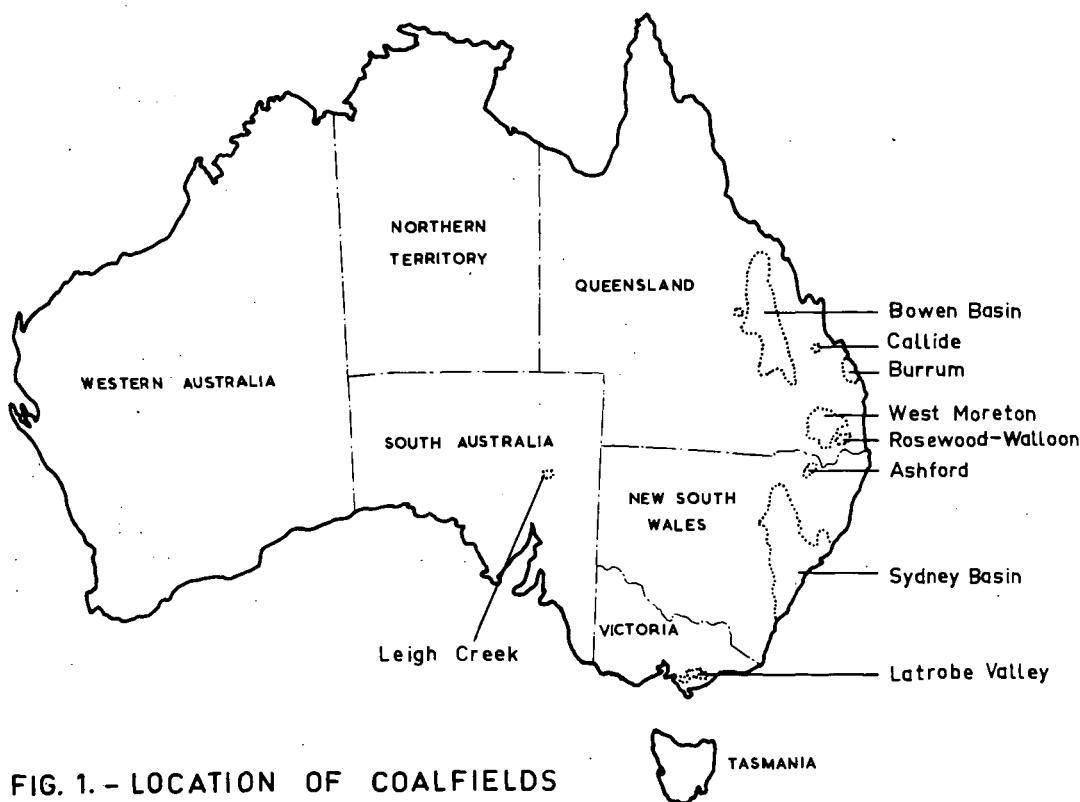 NORTHERN
TERRITORY
QUEENSLAND
WESTERN AUSTRALIA
SOUTH AUSTRALIA
NEW SOUTH
WALES
VICTORIA
TASMANIA
Bowen Basin
Callide
Burrum
West Moreton
Rosewood-Walloon
Ashford
Sydney Basin
Leigh Creek
Latrobe Valley
FIG. 1.- LOCATION OF COALFIELDS